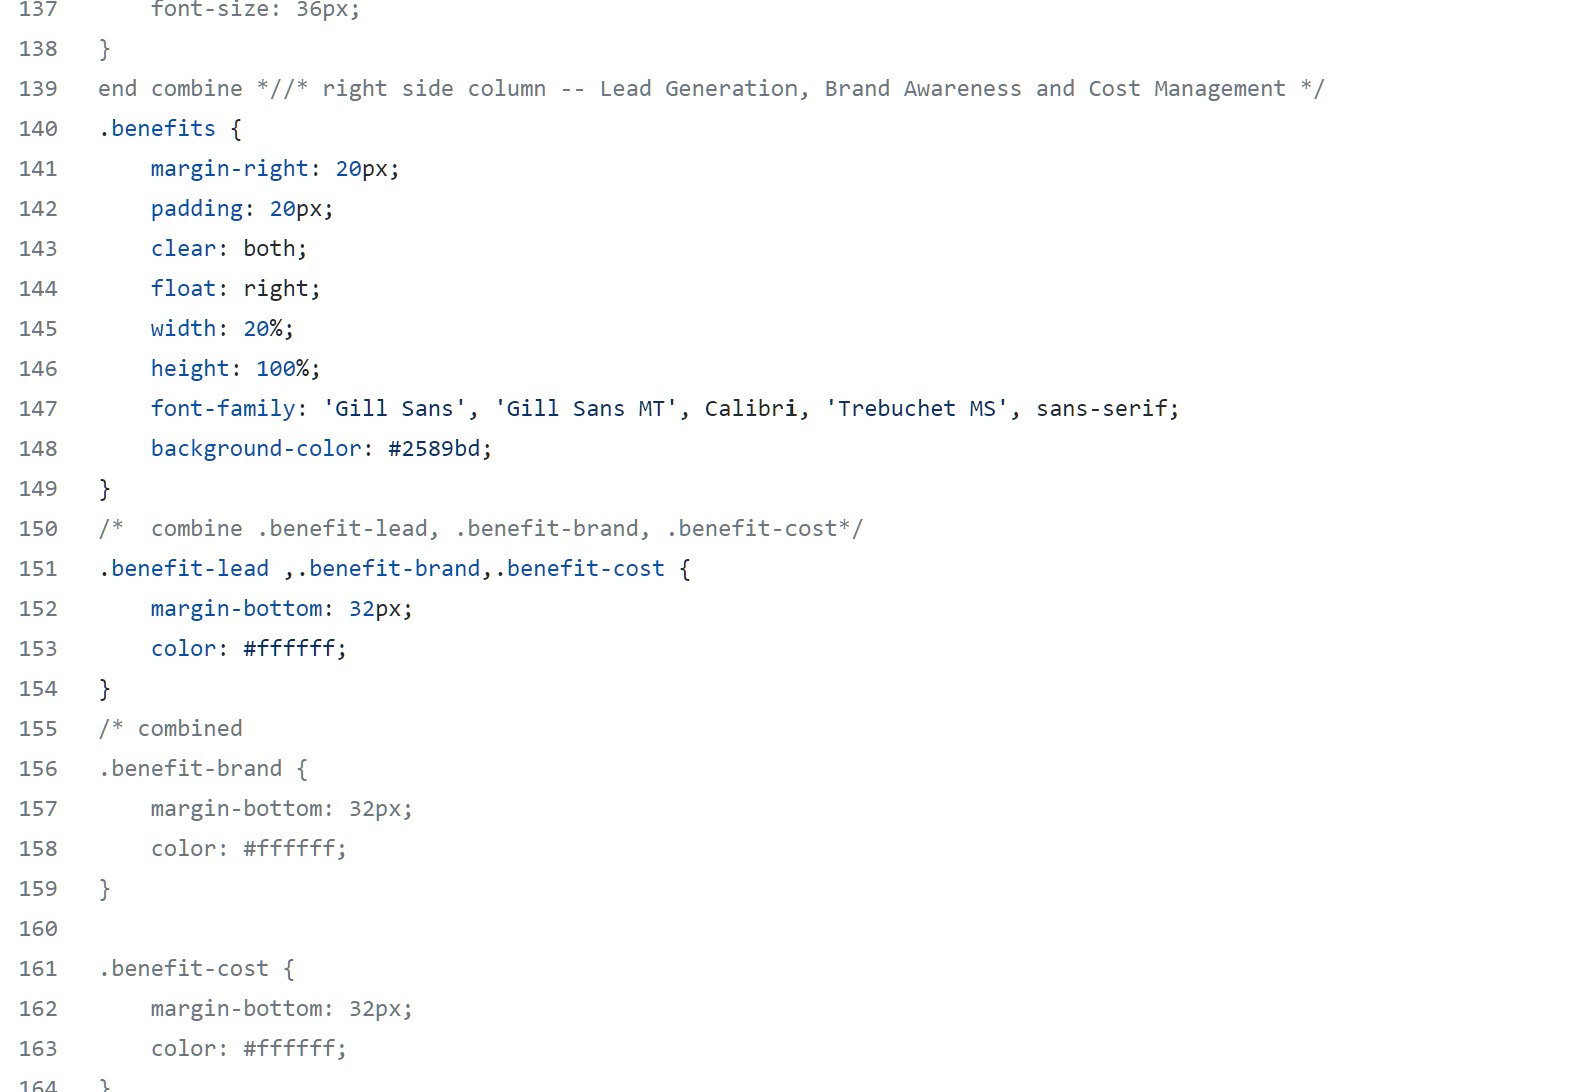 137 font-size: 36px;
138 }
139 end combine *//* right side column -- Lead Generation, Brand Awareness and Cost Management */
140 .benefits {
141 margin-right: 20px;
142 padding: 20px;
143 clear: both;
144 float: right;
145 width: 20%;
146 height: 100%;
147 font-family: 'Gill Sans', 'Gill Sans MT', Calibri, 'Trebuchet MS', sans-serif;
148 background-color: #2589bd;
149 }
150 /*  combine .benefit-lead, .benefit-brand, .benefit-cost*/
151 .benefit-lead ,.benefit-brand,.benefit-cost {
152 margin-bottom: 32px;
153 color: #ffffff;
154 }
155 /* combined
156 .benefit-brand {
157 margin-bottom: 32px;
158 color: #ffffff;
159 }
160
161 .benefit-cost {
162 margin-bottom: 32px;
163 color: #ffffff;
164 }